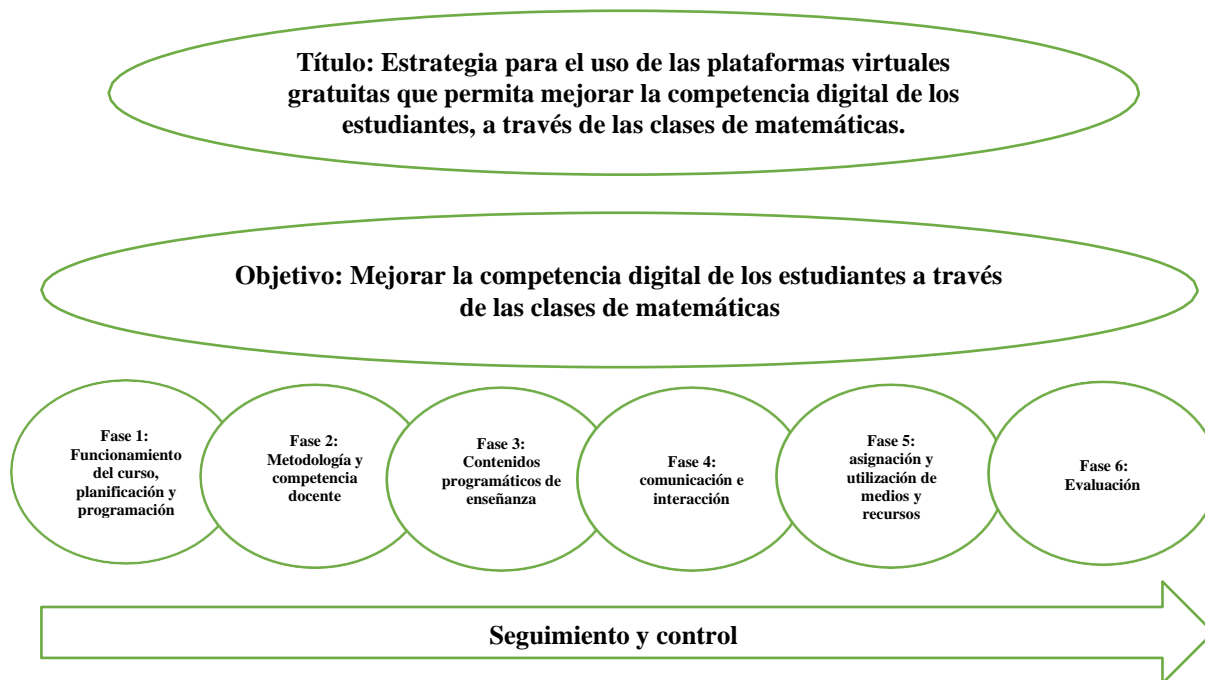 Título: Estrategia para el uso de las plataformas virtuales
gratuitas que permita mejorar la competencia digital de los
estudiantes, a través de las clases de matemáticas.
Objetivo: Mejorar la competencia digital de los estudiantes a través
de las clases de matemáticas
Fase 1:
Funcionamiento
del curso,
planificación y
programación
Fase 2:
Metodología y
competencia
docente
Fase 3:
Contenidos
programáticos de
enseñanza
Fase 4:
comunicación e
interacción
Fase 5:
asignación y
utilización de
medios y
recursos
Fase 6:
Evaluación
Seguimiento y control